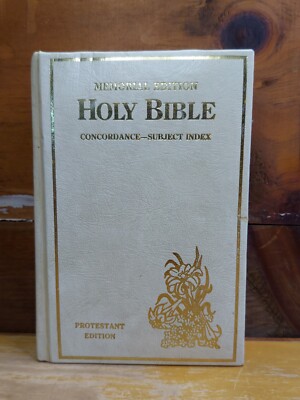 MEMORIAL EDITION
HOLY BIBLE
CONCORDANCE—SUBJECT INDEX
PROTESTANT
EDITION